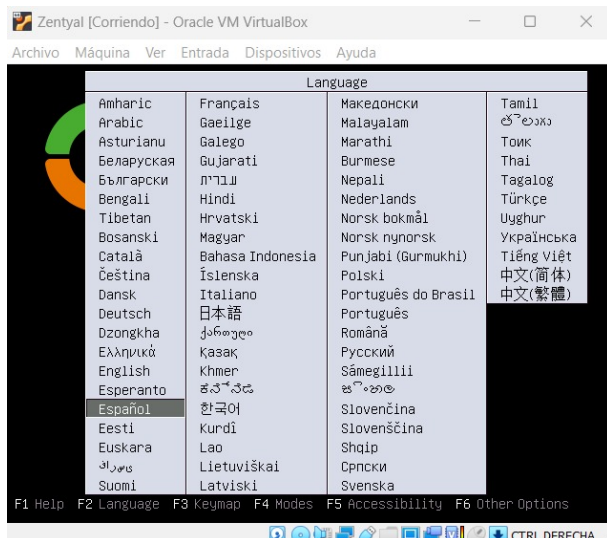 Zentyal [Corriendo] - Oracle VM VirtualBox
Archivo Máquina Ver Entrada Dispositivos Ayuda
Language
Amharic
Arabic
Asturianu
Беларуская
Български
Bengali
Tibetan
Bosanski
Català
Čeština
Dansk
Deutsch
Dzongkha
Ελληνικά
English
Esperanto
Español
Eesti
Euskara
Suomi
Français
Gaeilge
Galego
Gujarati
עברית
Hindi
Hrvatski
Magyar
Bahasa Indonesia
Íslenska
Italiano
日本語
ქართული
Қазақ
Khmer
ಕನ್ನಡ
한국어
Kurdî
Lao
Lietuviškai
Latviski
Македонски
Malayalam
Marathi
Burmese
Nepali
Nederlands
Norsk bokmål
Norsk nynorsk
Punjabi (Gurmukhi)
Polski
Português do Brasil
Português
Română
Русский
Sámegillii
Slovenčina
Slovenščina
Shqip
Српски
Svenska
Tamil
తెలుగు
Тоик
Thai
Tagalog
Türkçe
Uyghur
Українська
Tiếng Việt
中文(简体)
中文(繁體)
F1 Help F2 Language F3 Keymap F4 Modes F5 Accessibility F6 Other Options
CTRL DERECHA